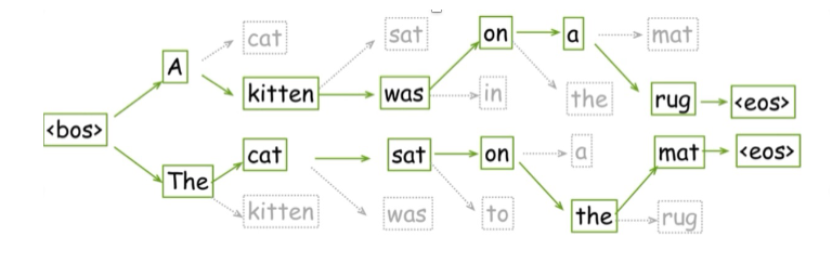 cat sat on a mat
A
kitten was in the rug <eos>
<bos>
cat sat on a mat <eos>
The
kitten was to the rug